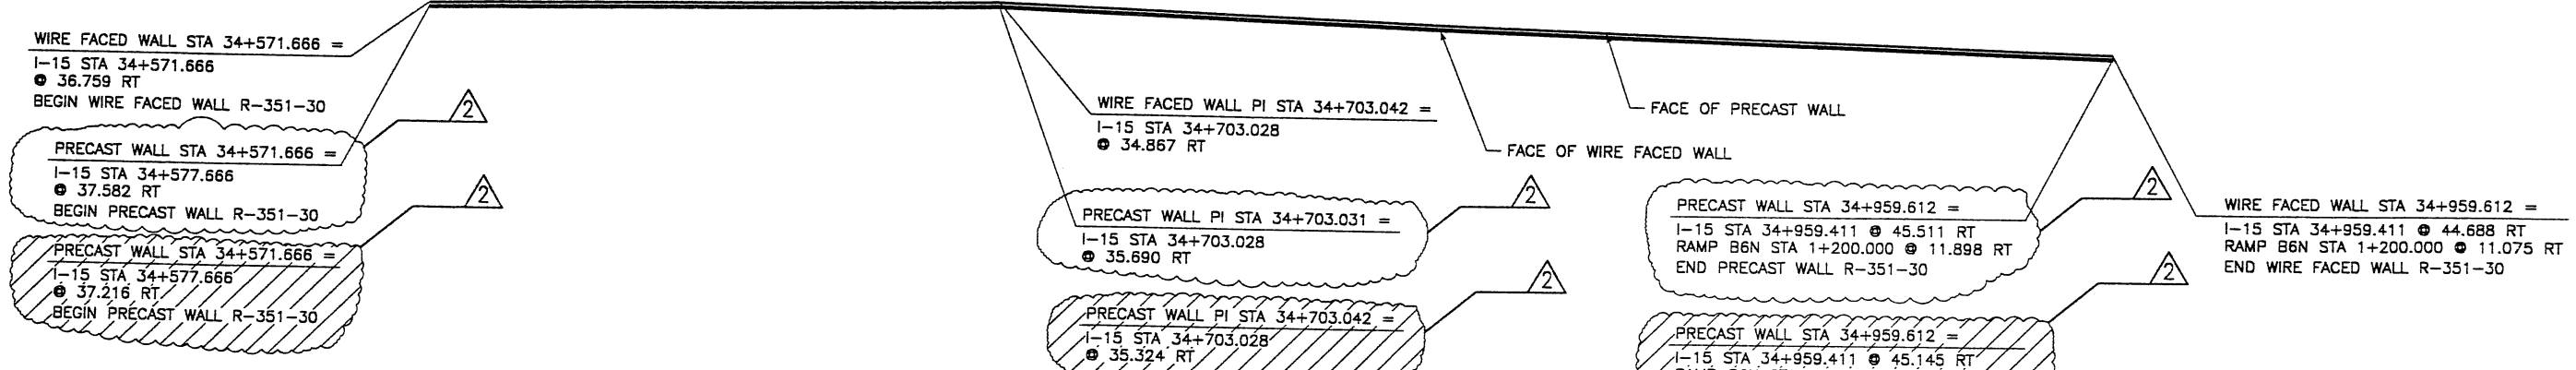 WIRE FACED WALL STA 34+571.666 =
I-15 STA 34+571.666
@ 36.759 RT
BEGIN WIRE FACED WALL R-351-30
2
PRECAST WALL STA 34+571.666 =
I-15 STA 34+577.666
@ 37.582 RT
BEGIN PRECAST WALL R-351-30
2
PRECAST WALL STA 34+571.666 =
I-15 STA 34+577.666
@ 37.216 RT
BEGIN PRECAST WALL R-351-30
WIRE FACED WALL PI STA 34+703.042 =
I-15 STA 34+703.028
@ 34.867 RT
FACE OF PRECAST WALL
FACE OF WIRE FACED WALL
2
PRECAST WALL PI STA 34+703.031 =
I-15 STA 34+703.028
@ 35.690 RT
2
PRECAST WALL PI STA 34+703.042 =
I-15 STA 34+703.028
@ 35.324 RT
2
PRECAST WALL STA 34+959.612 =
I-15 STA 34+959.411 @ 45.511 RT
RAMP B6N STA 1+200.000 @ 11.898 RT
END PRECAST WALL R-351-30
2
PRECAST WALL STA 34+959.612 =
I-15 STA 34+959.411 @ 45.145 RT
WIRE FACED WALL STA 34+959.612 =
I-15 STA 34+959.411 @ 44.688 RT
RAMP B6N STA 1+200.000 @ 11.075 RT
END WIRE FACED WALL R-351-30